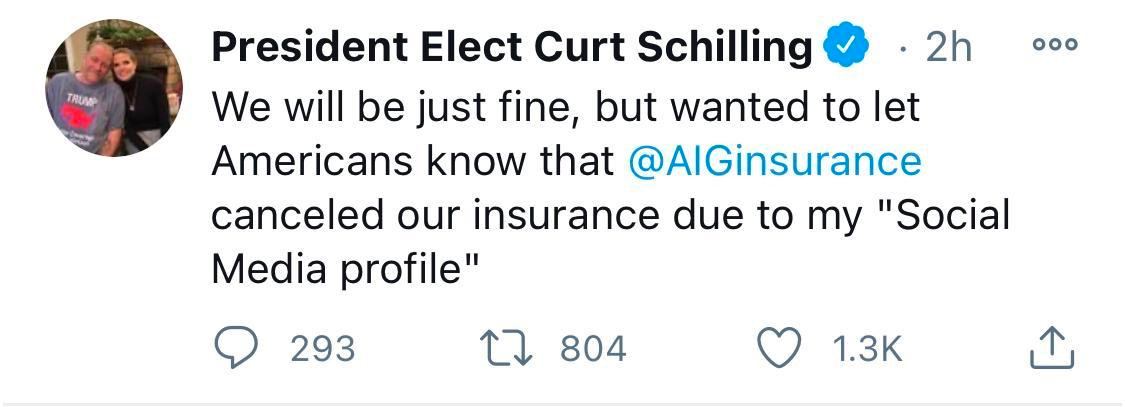 President Elect Curt Schilling · 2h
We will be just fine, but wanted to let
Americans know that @AIGinsurance
canceled our insurance due to my "Social
Media profile"
293 804 1.3K
TRUMP